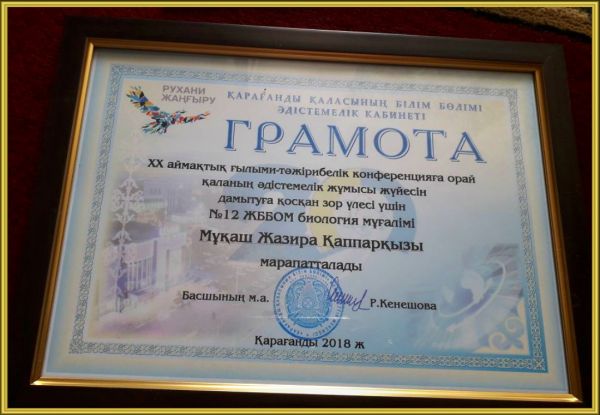 РУХАНИ
ЖАҢҒЫРУ
ҚАРАҒАНДЫ ҚАЛАСЫНЫҢ БІЛІМ БӨЛІМІ
ӘДІСТЕМЕЛІК КАБИНЕТІ
ГРАМОТА
XX аймақтық ғылыми-тәжірибелік конференцияға орай
қаланың әдістемелік жұмысы жүйесін
дамытуға қосқан зор үлесі үшін
№12 ЖББОМ биология мұғалімі
Мұқаш Жазира Қаппарқызы
марапатталады
Басшының м.а. Р.Кенешова
Қарағанды 2018 ж